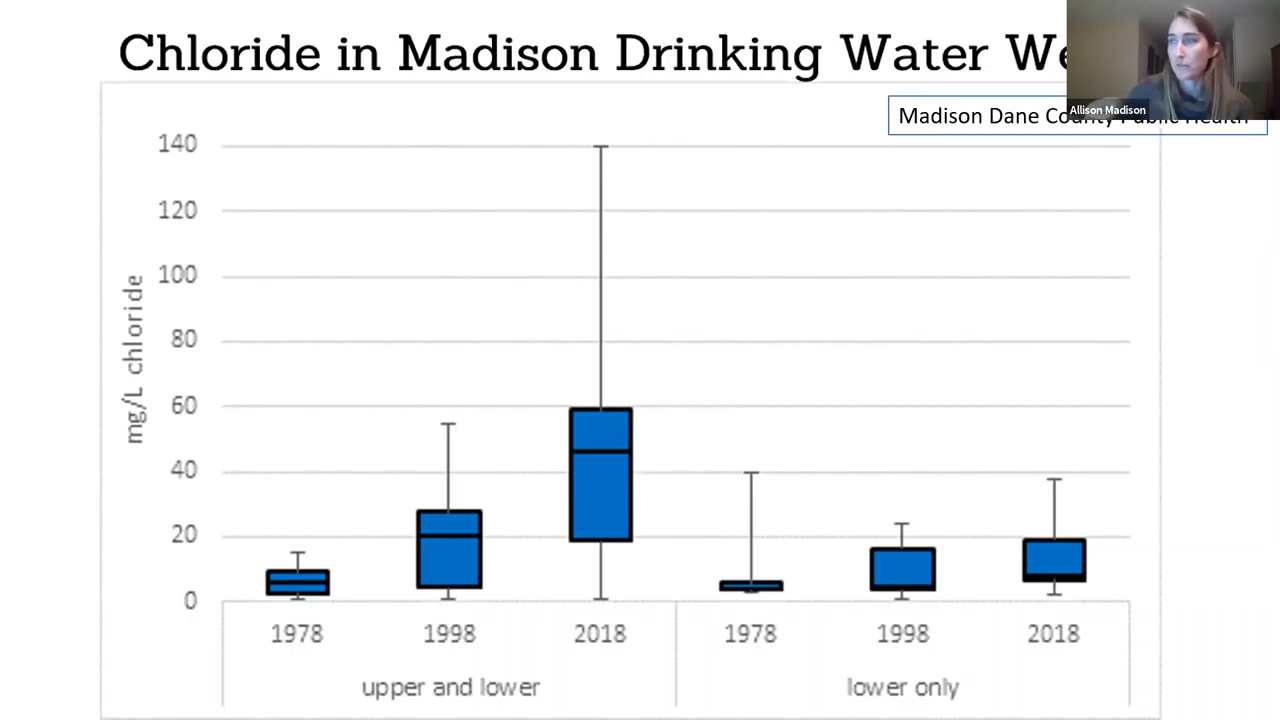 Chloride in Madison Drinking Water We
Allison Madison
Madison Dane County Public Health
140
120
100
80
60
40
20
0
mg/L chloride
1978 1998 2018 1978 1998 2018
upper and lower lower only